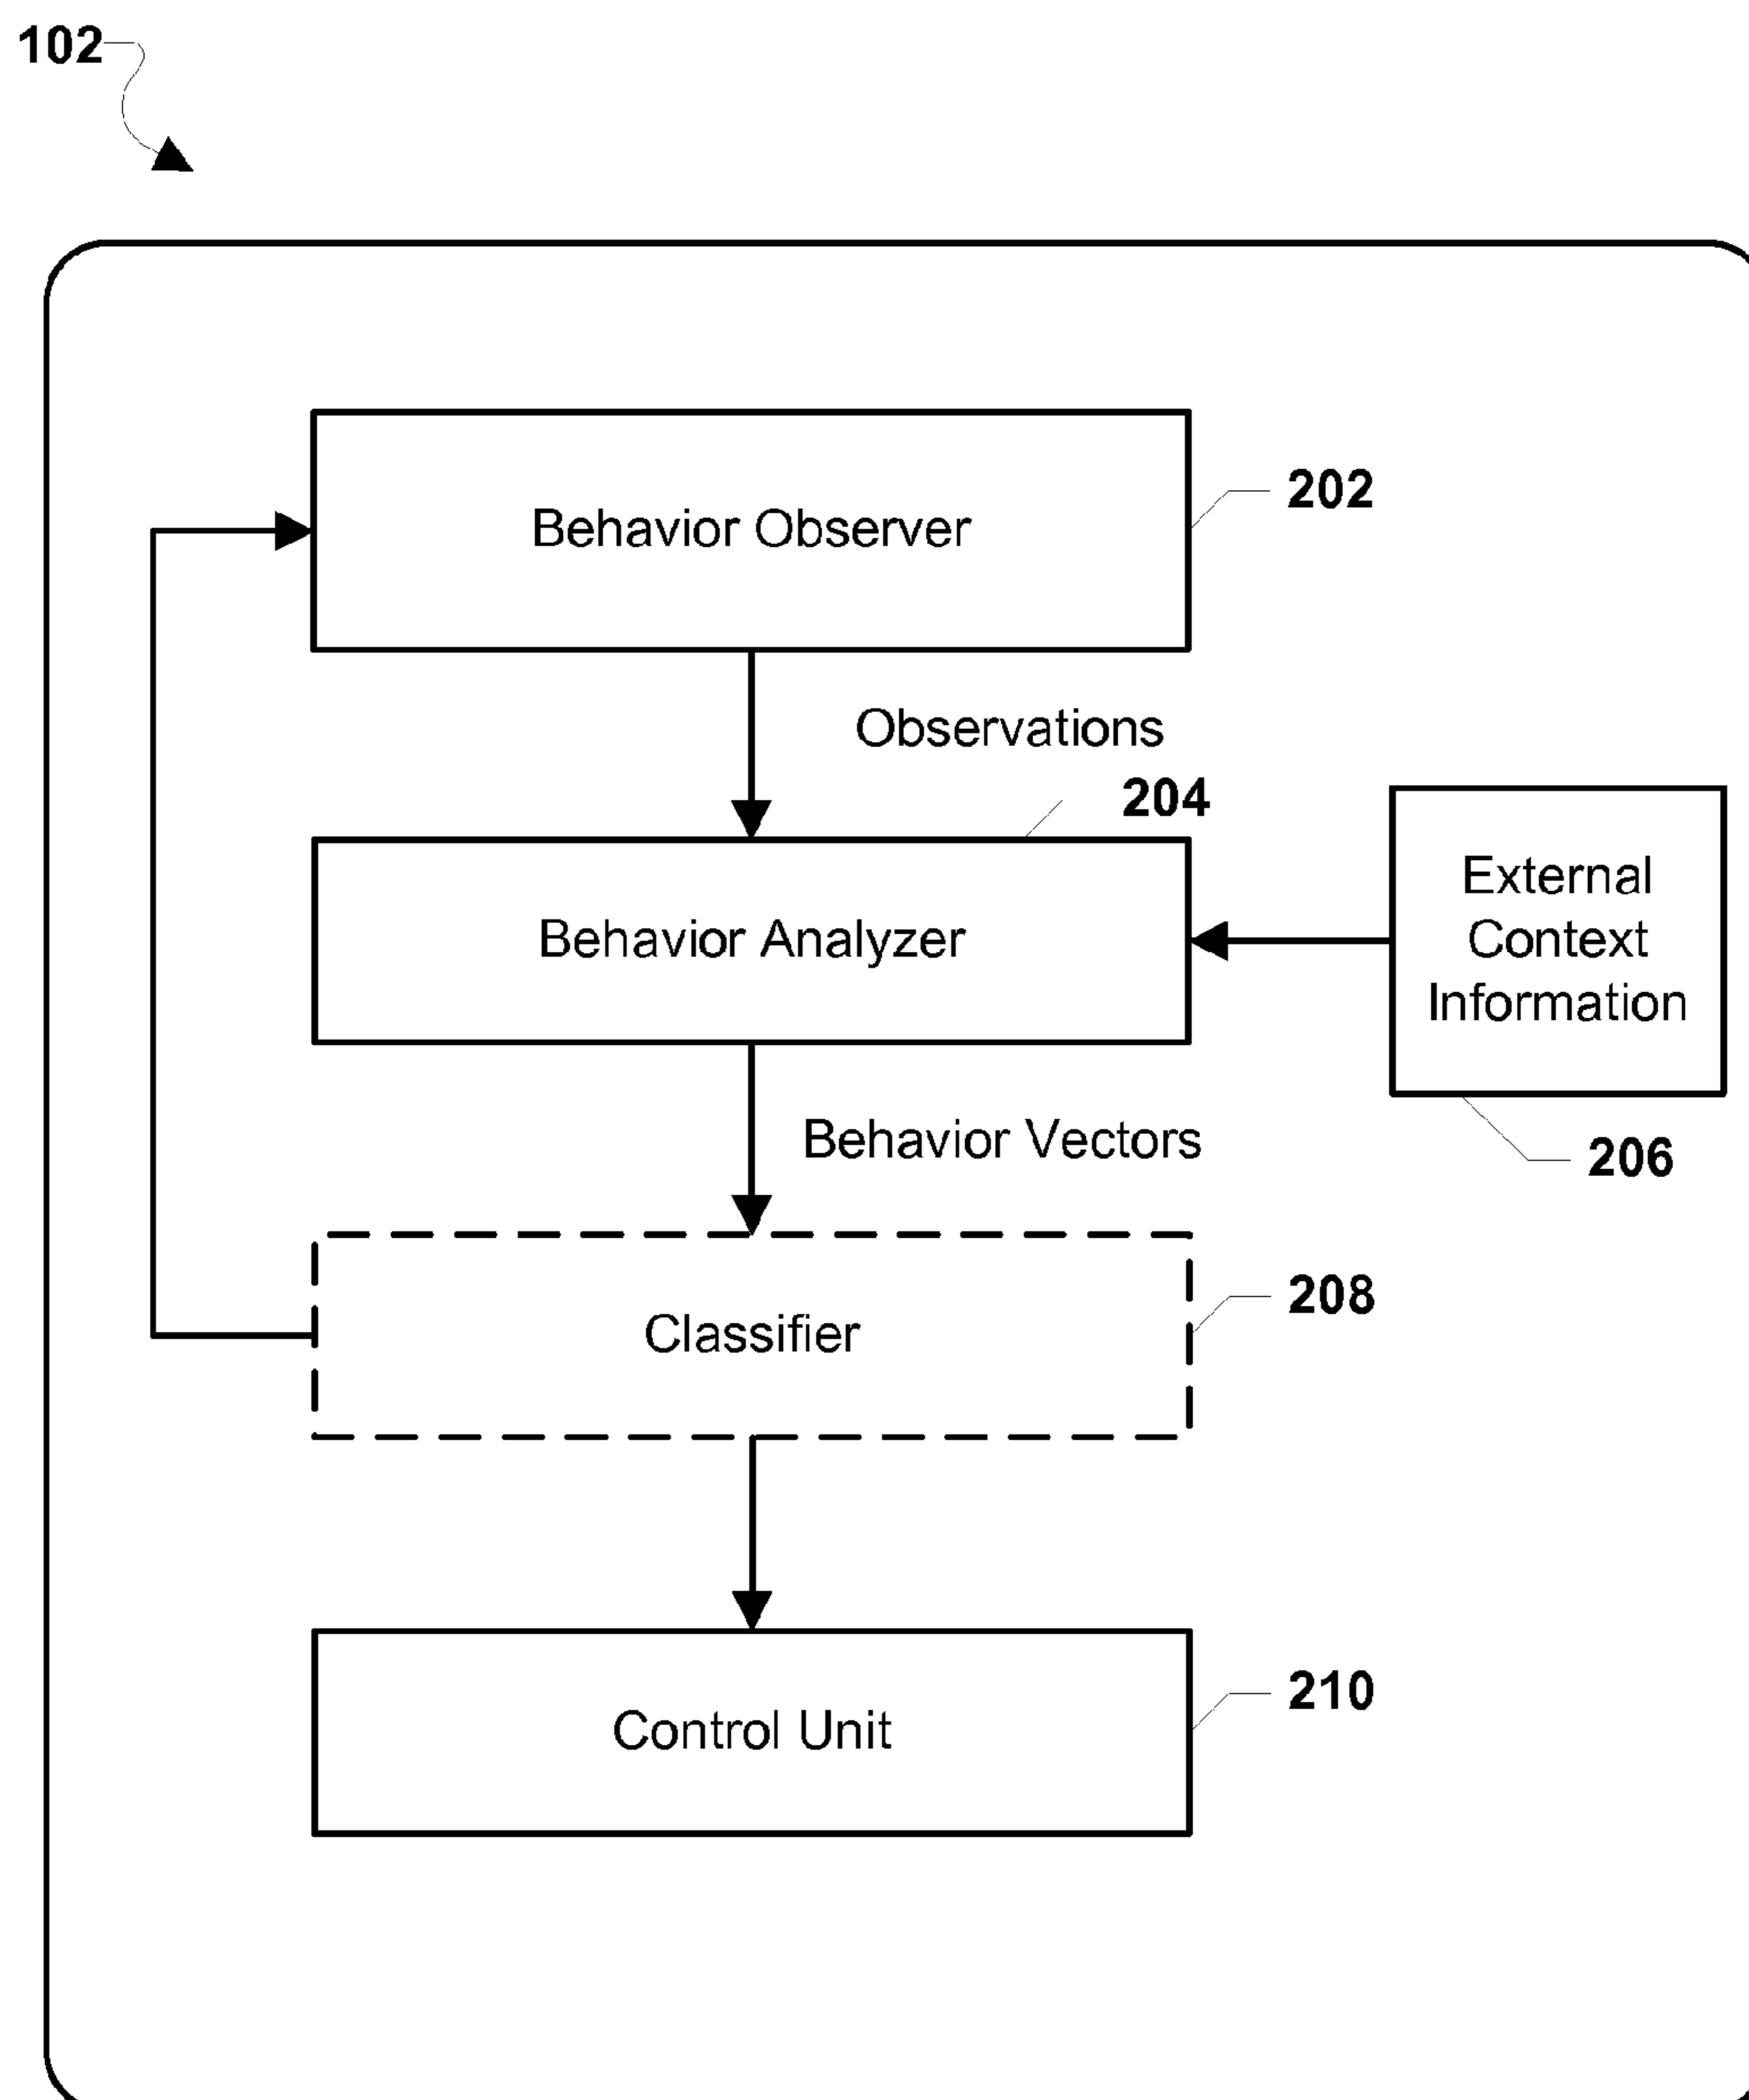 102
Behavior Observer
202
Observations
204
Behavior Analyzer
External
Context
Information
Behavior Vectors
206
Classifier
208
Control Unit
210